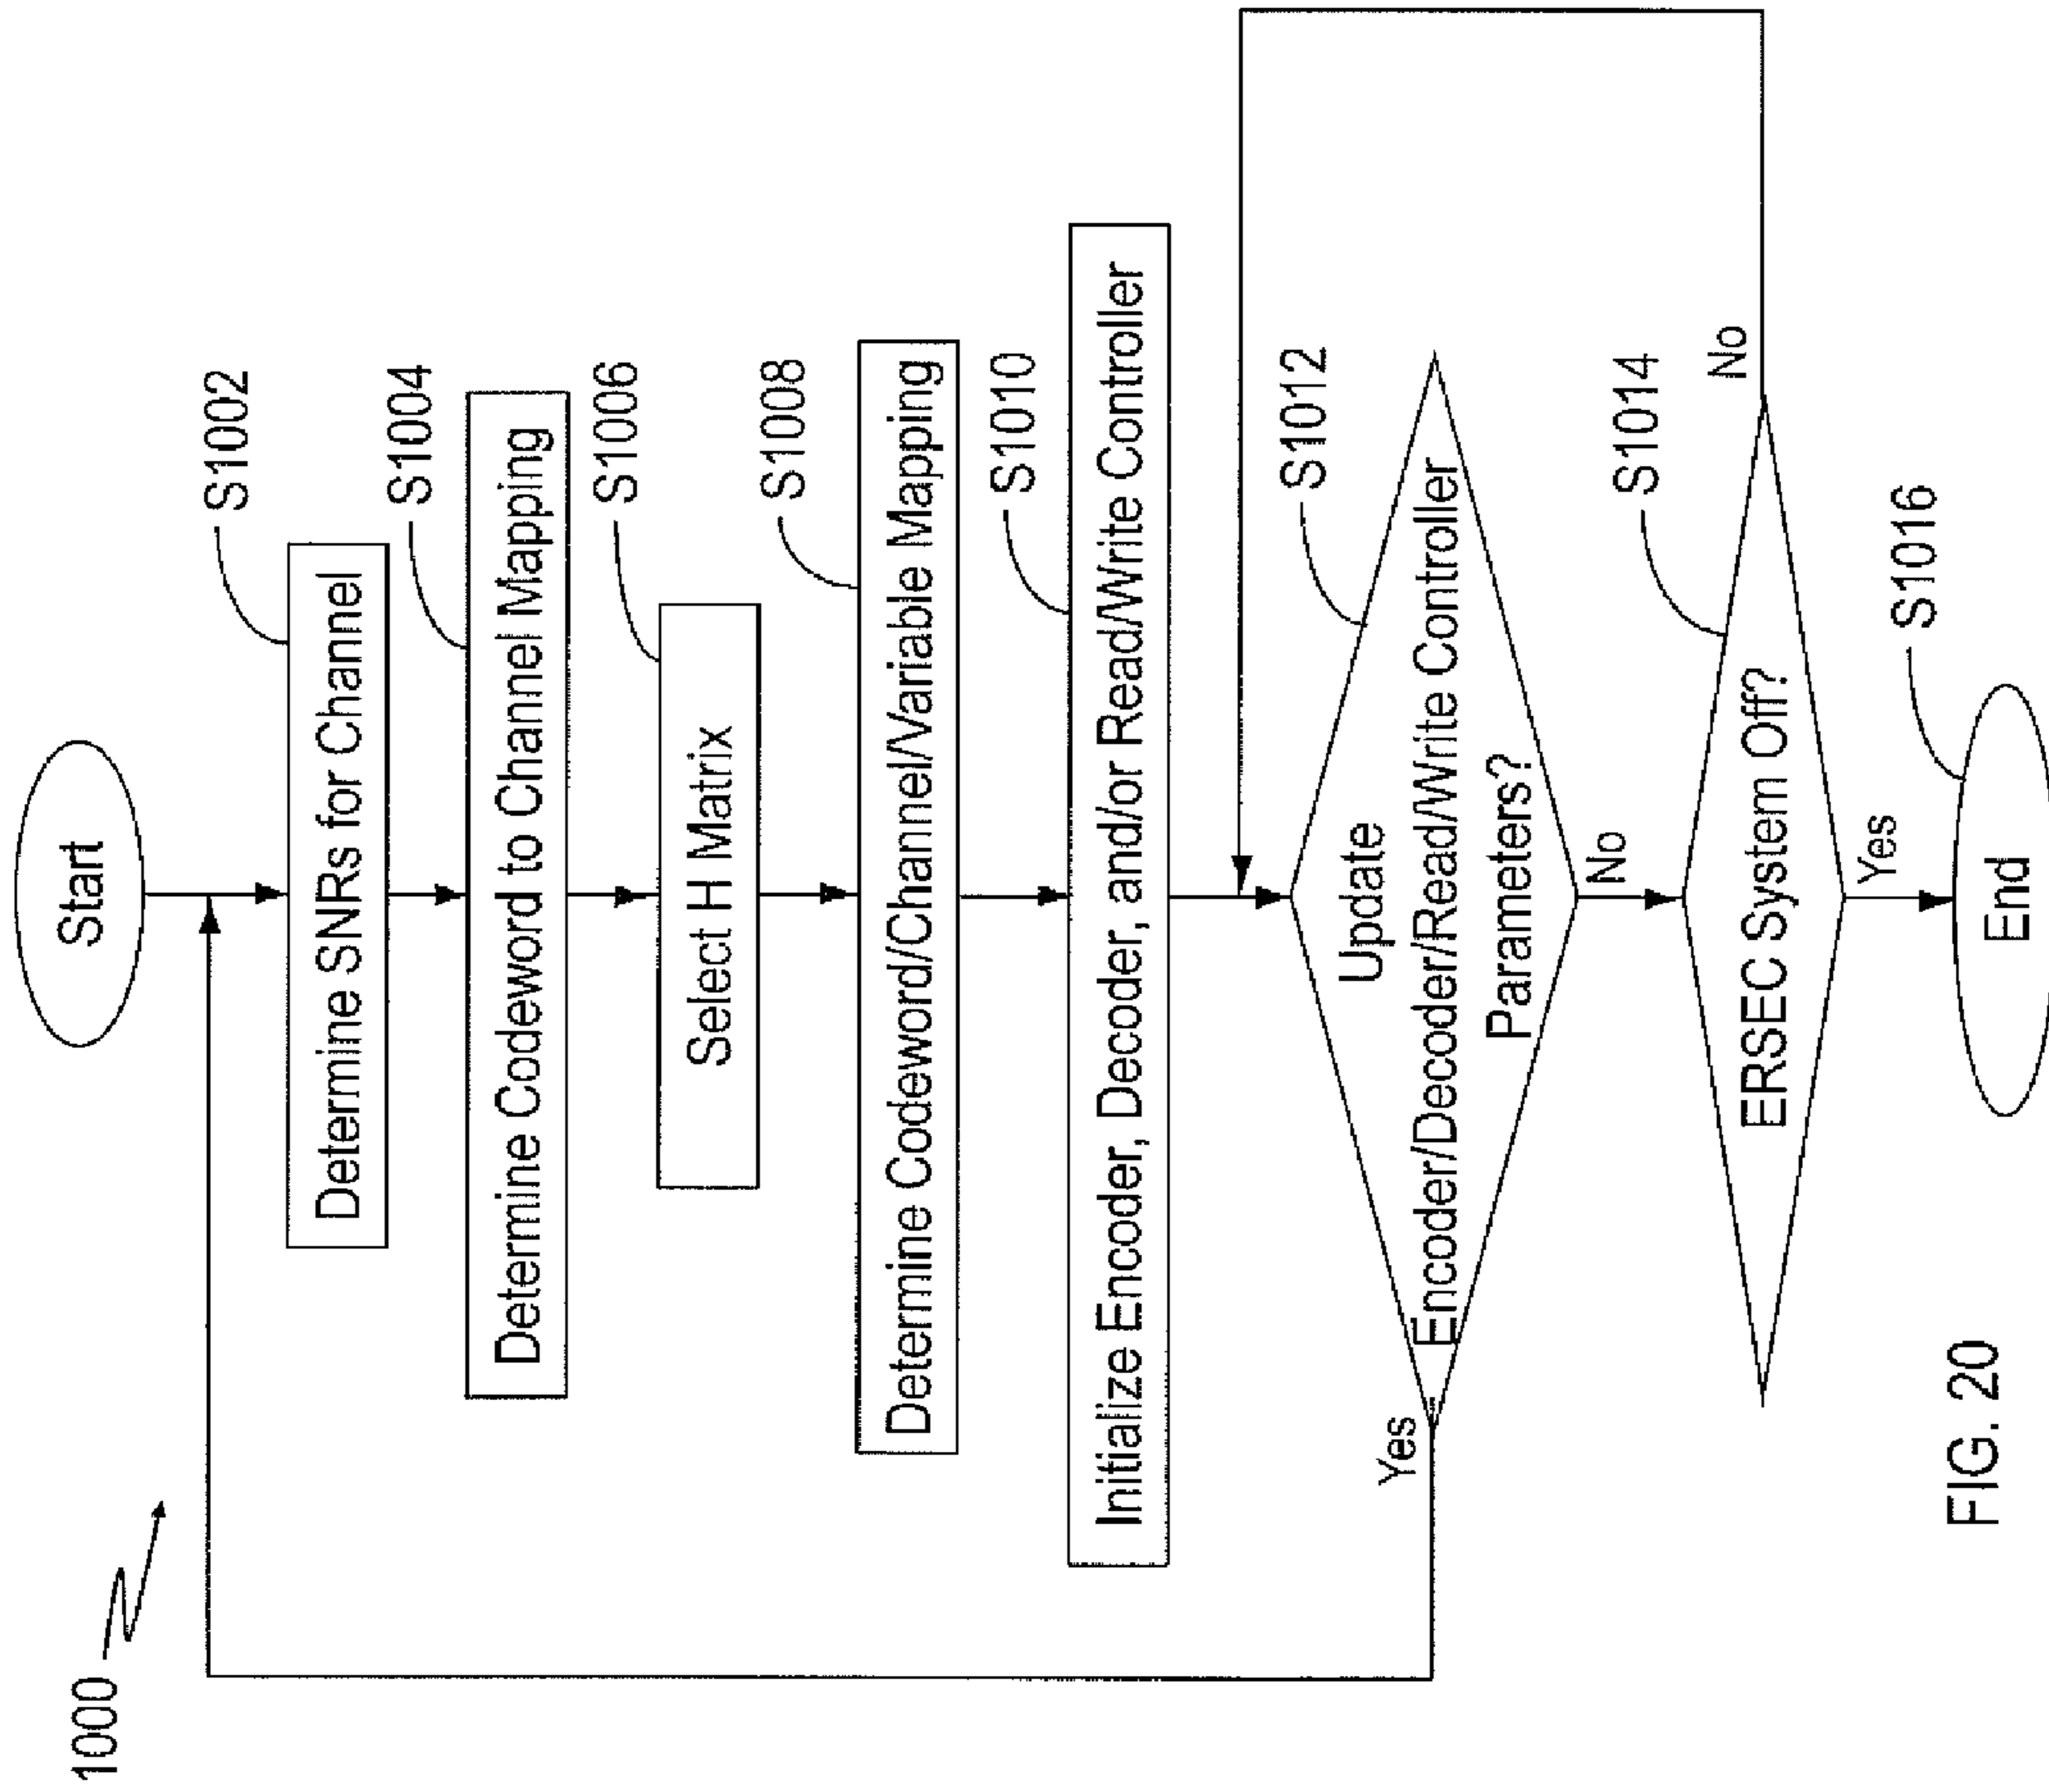 1000
Start
S1002
Determine SNRs for Channel
S1004
Determine Codeword to Channel Mapping
S1006
Select H Matrix
S1008
Determine Codeword/Channel/Variable Mapping
S1010
Initialize Encoder, Decoder, and/or Read/Write Controller
S1012
Update
Encoder/Decoder/Read/Write Controller
Parameters?
Yes
No
S1014
ERSEC System Off?
No
Yes
S1016
End
FIG. 20